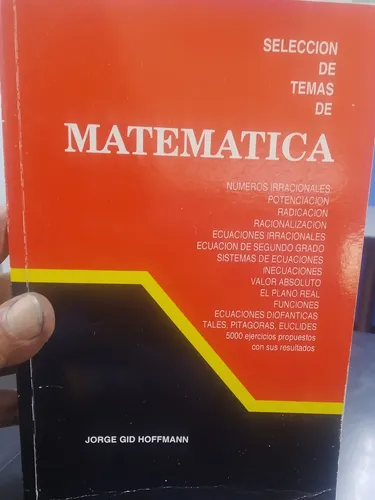 SELECCION
DE
TEMAS
DE
MATEMATICA
NUMEROS IRRACIONALES
POTENCIACION
RADICACION
RACIONALIZACION
ECUACIONES IRRACIONALES
ECUACION DE SEGUNDO GRADO
SISTEMAS DE ECUACIONES
INECUACIONES
VALOR ABSOLUTO
EL PLANO REAL
FUNCIONES
ECUACIONES DIOFANTICAS
TALES, PITAGORAS, EUCLIDES
5000 ejercicios propuestos
con sus resultados
JORGE GID HOFFMANN